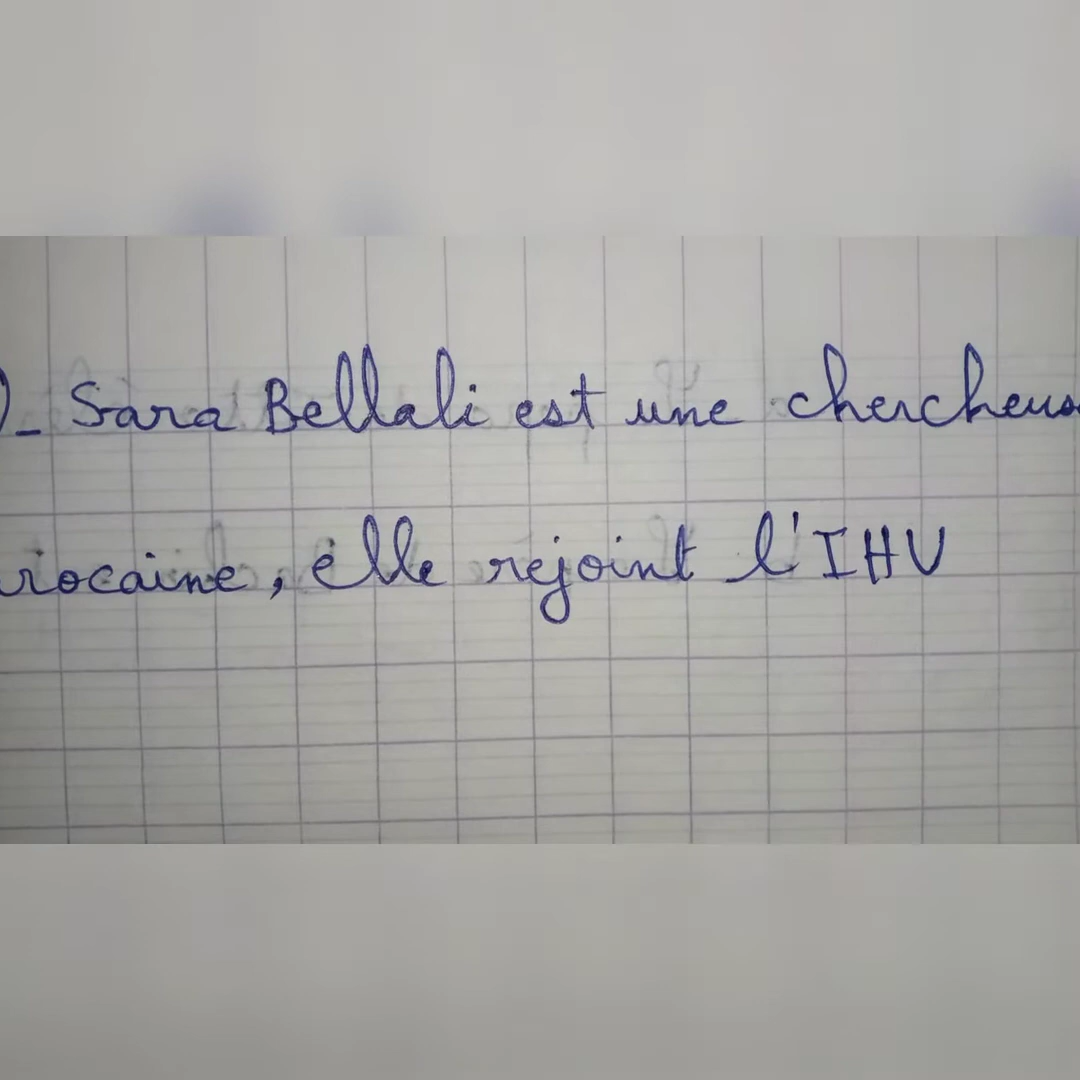 )_ Sara Bellali est une chercheus
rocaine, elle rejoint l'IHU